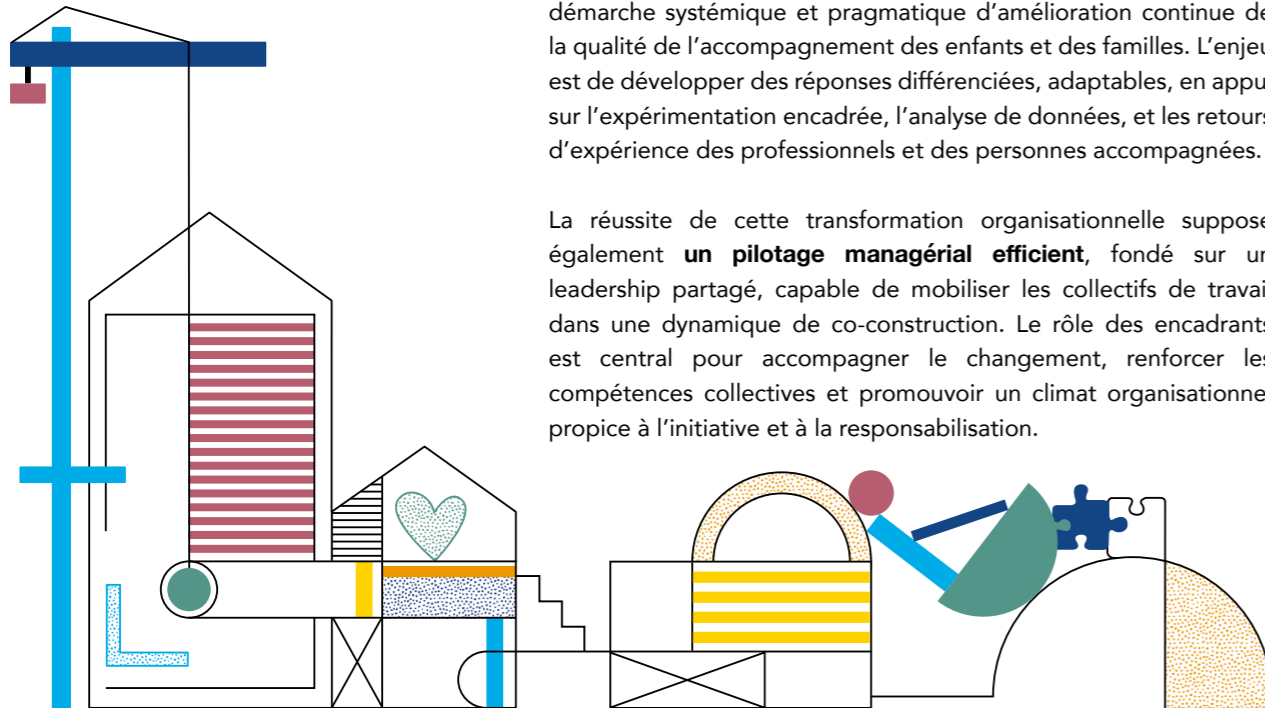 démarche systémique et pragmatique d'amélioration continue de
la qualité de l'accompagnement des enfants et des familles. L'enjeu
est de développer des réponses différenciées, adaptables, en appu
sur l'expérimentation encadrée, l'analyse de données, et les retours
d'expérience des professionnels et des personnes accompagnées.
La réussite de cette transformation organisationnelle suppose
également un pilotage managérial efficient, fondé sur un
leadership partagé, capable de mobiliser les collectifs de travai
dans une dynamique de co-construction. Le rôle des encadrants
est central pour accompagner le changement, renforcer les
compétences collectives et promouvoir un climat organisationne
propice à l'initiative et à la responsabilisation.